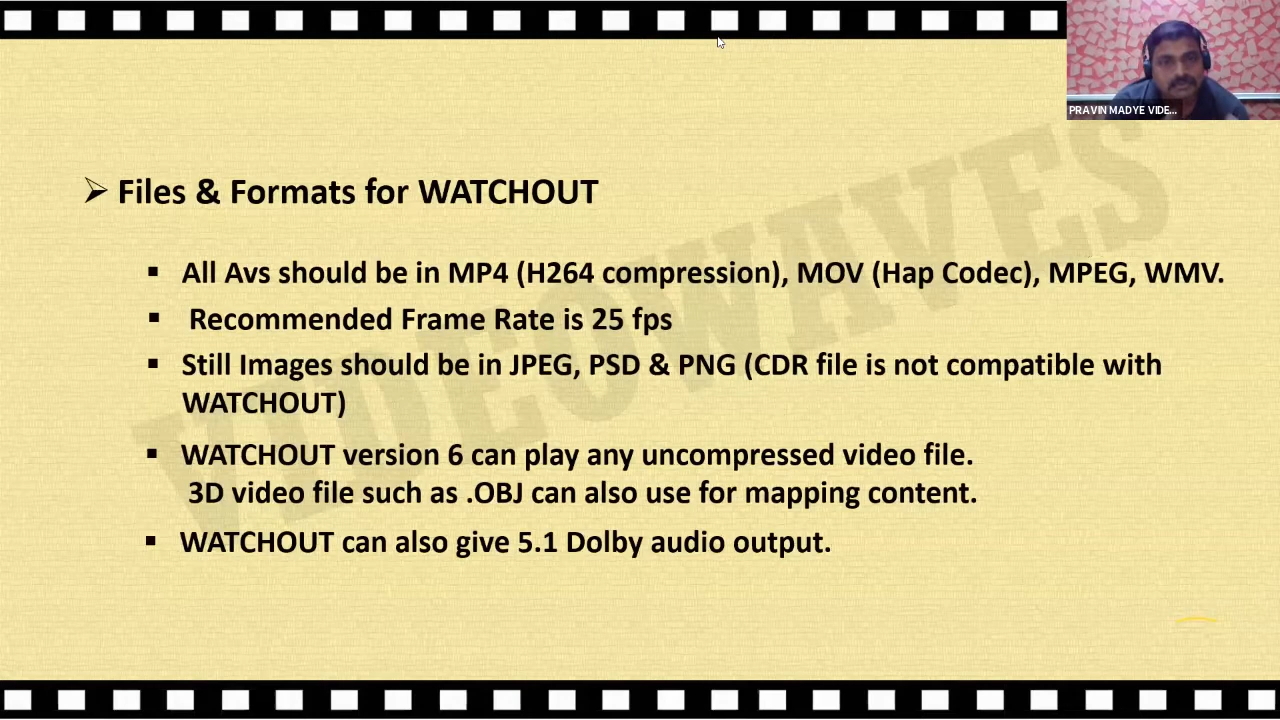 PRAVIN MADYE VIDE...
Files & Formats for WATCHOUT
All Avs should be in MP4 (H264 compression), MOV (Hap Codec), MPEG, WMV.
Recommended Frame Rate is 25 fps
Still Images should be in JPEG, PSD & PNG (CDR file is not compatible with
WATCHOUT)
WATCHOUT version 6 can play any uncompressed video file.
3D video file such as .OBJ can also use for mapping content.
WATCHOUT can also give 5.1 Dolby audio output.
VIDEOWAVES